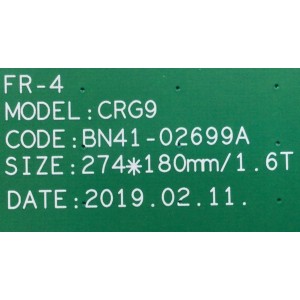 FR-4
MODEL:CRG9
CODE:BN41-02699A
SIZE:274*180mm/1.6T
DATE:2019.02.11.